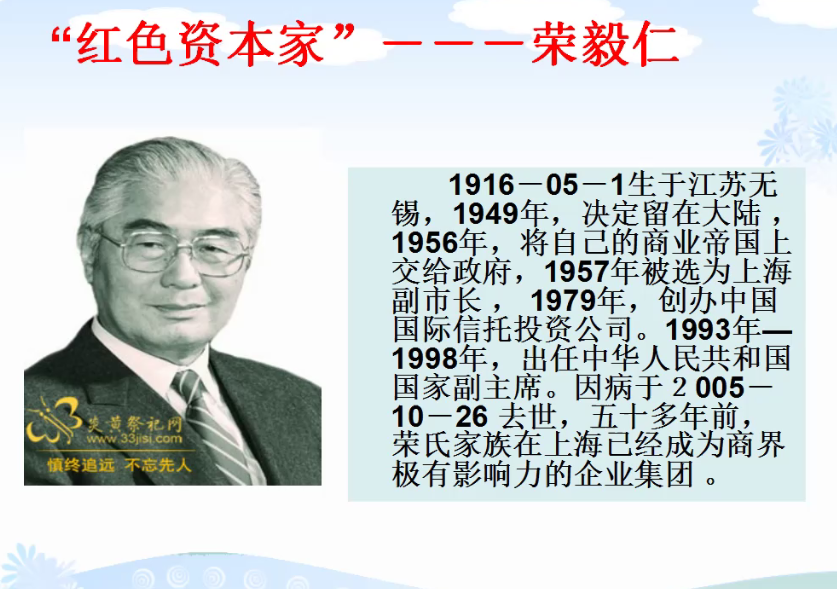 “红色资本家”－－－荣毅仁
1916－05－1生于江苏无
锡，1949年，决定留在大陆，
1956年，将自己的商业帝国上
交给政府，1957年被选为上海
副市长， 1979年，创办中国
国际信托投资公司。1993年—
1998年，出任中华人民共和国
国家副主席。因病于２005－
10－26 去世，五十多年前，
荣氏家族在上海已经成为商界
极有影响力的企业集团 。
炎黄祭祀网
www.33jisi.com
慎终追远 不忘先人